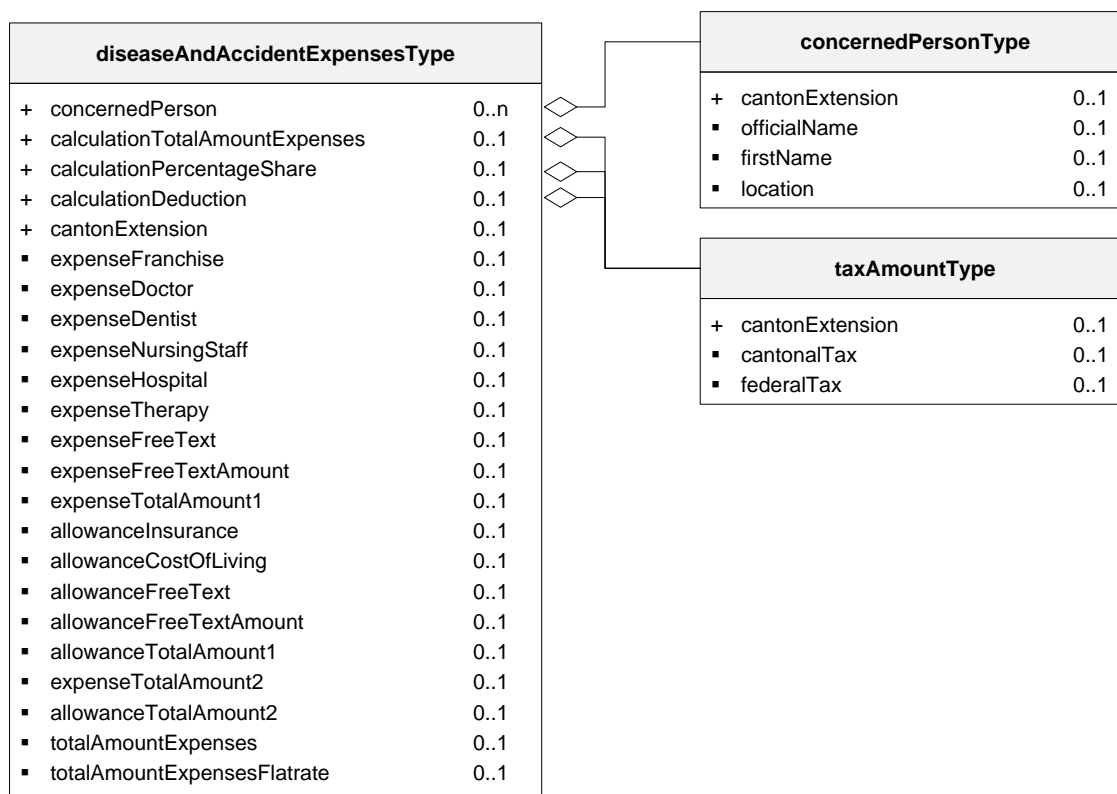 diseaseAndAccidentExpensesType
+ concernedPerson 0..n
+ calculationTotalAmountExpenses 0..1
+ calculationPercentageShare 0..1
+ calculationDeduction 0..1
+ cantonExtension 0..1
▪ expenseFranchise 0..1
▪ expenseDoctor 0..1
▪ expenseDentist 0..1
▪ expenseNursingStaff 0..1
▪ expenseHospital 0..1
▪ expenseTherapy 0..1
▪ expenseFreeText 0..1
▪ expenseFreeTextAmount 0..1
▪ expenseTotalAmount1 0..1
▪ allowanceInsurance 0..1
▪ allowanceCostOfLiving 0..1
▪ allowanceFreeText 0..1
▪ allowanceFreeTextAmount 0..1
▪ allowanceTotalAmount1 0..1
▪ expenseTotalAmount2 0..1
▪ allowanceTotalAmount2 0..1
▪ totalAmountExpenses 0..1
▪ totalAmountExpensesFlatrate 0..1
concernedPersonType
+ cantonExtension 0..1
▪ officialName 0..1
▪ firstName 0..1
▪ location 0..1
taxAmountType
+ cantonExtension 0..1
▪ cantonalTax 0..1
▪ federalTax 0..1